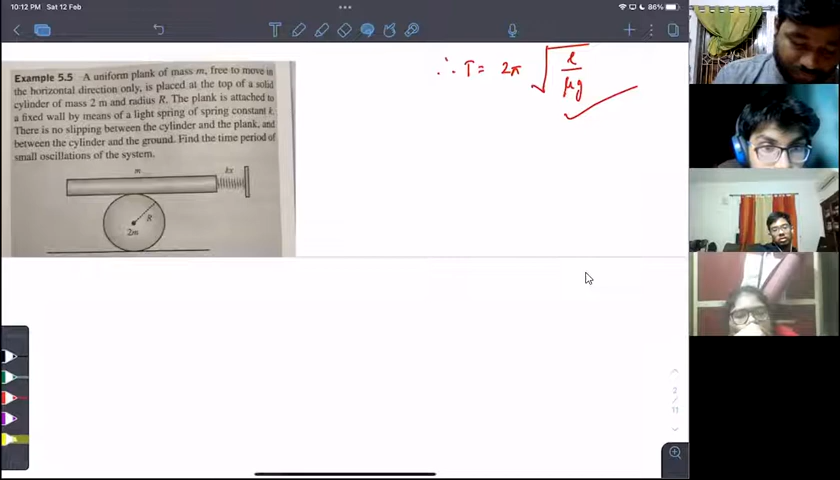 10:12 PM Sat 12 Feb
86%
∴ T = 2π √(l/μg)
Example 5.5 A uniform plank of mass m, free to move in
the horizontal direction only, is placed at the top of a solid
cylinder of mass 2 m and radius R. The plank is attached to
a fixed wall by means of a light spring of spring constant k.
There is no slipping between the cylinder and the plank, and
between the cylinder and the ground. Find the time period of
small oscillations of the system.
m
kx
R
2m
2
/
11